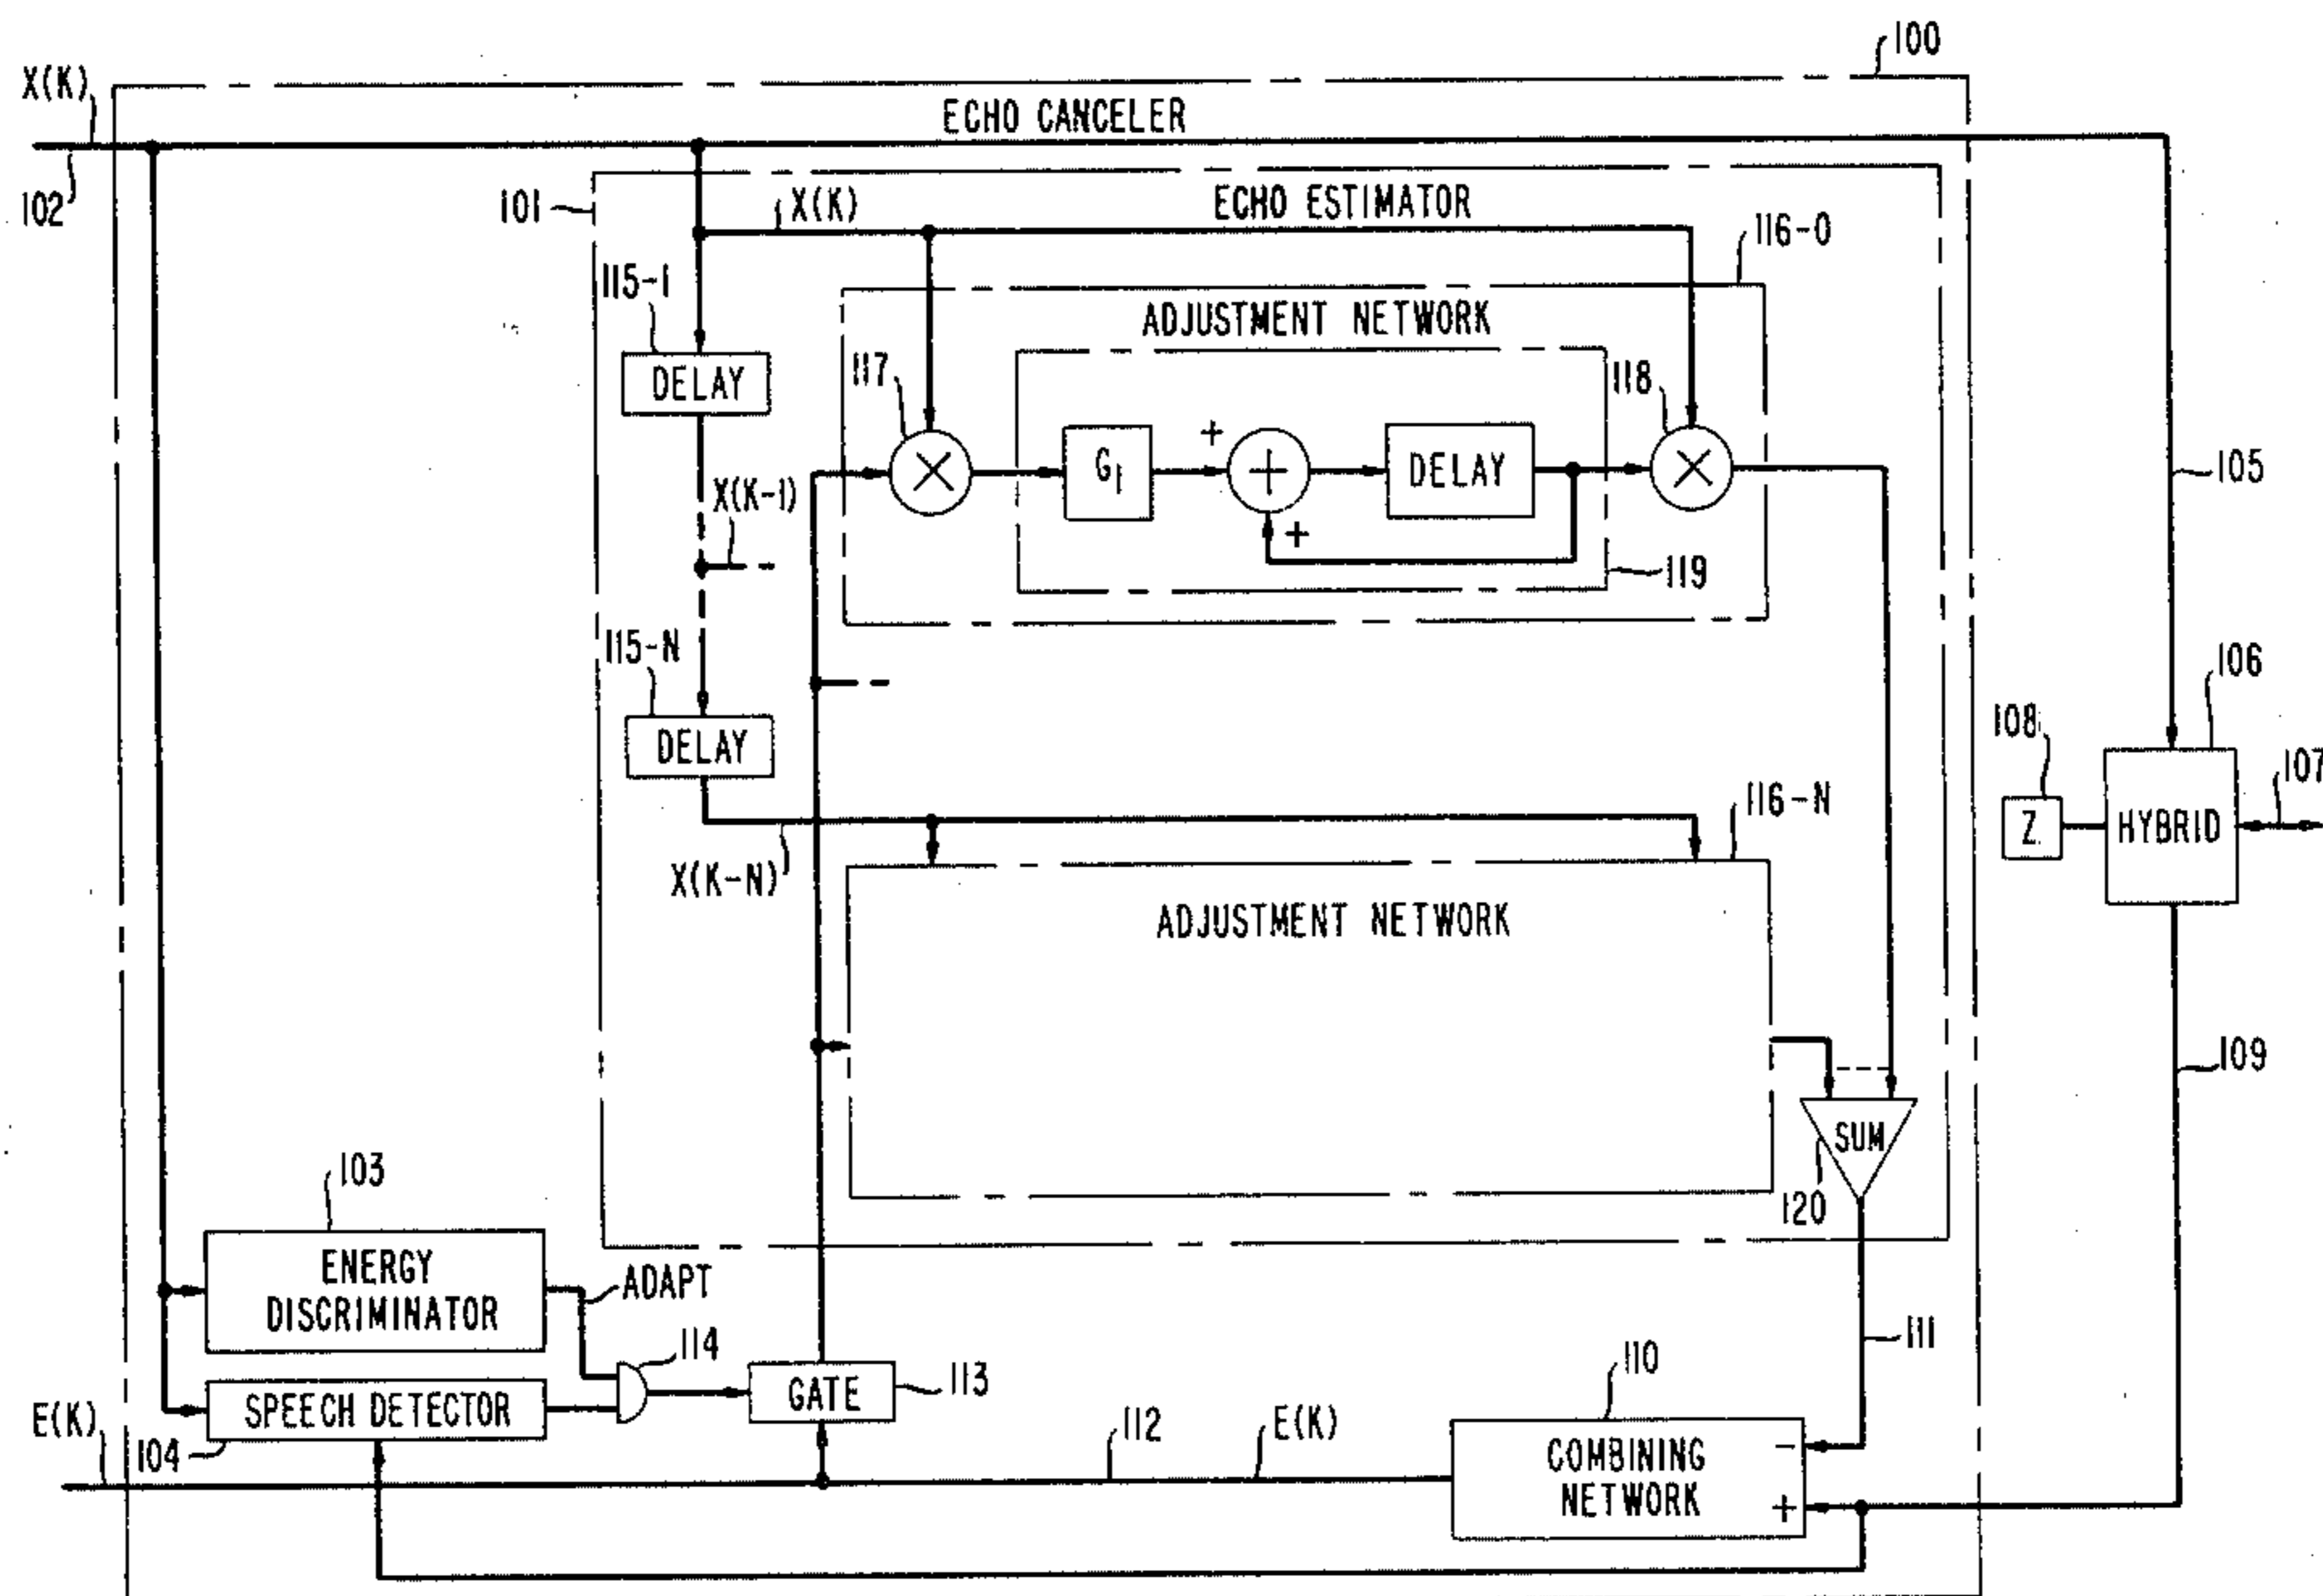 100
X(K)
ECHO CANCELER
102
101
X(K)
ECHO ESTIMATOR
116-0
115-1
ADJUSTMENT NETWORK
117
118
DELAY
G1
+
+
DELAY
X
X
105
X(K-1)
+
119
115-N
106
108
DELAY
107
116-N
Z
HYBRID
X(K-N)
ADJUSTMENT NETWORK
109
SUM
103
120
ENERGY
DISCRIMINATOR
ADAPT
111
114
110
GATE
113
SPEECH DETECTOR
E(K)
112
E(K)
104
COMBINING
NETWORK
-
+